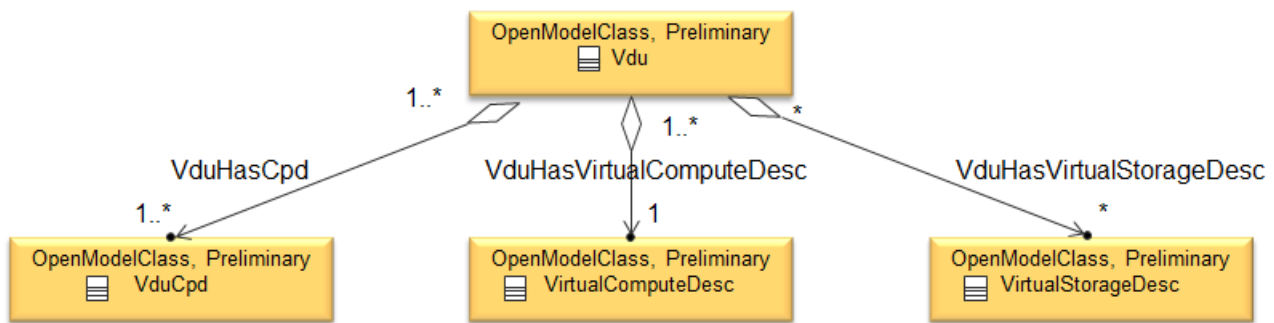 OpenModelClass, Preliminary
Vdu
1..*
1..*
*
VduHasCpd
VduHasVirtualComputeDesc
VduHasVirtualStorageDesc
1..*
1
*
OpenModelClass, Preliminary
VduCpd
OpenModelClass, Preliminary
VirtualComputeDesc
OpenModelClass, Preliminary
VirtualStorageDesc